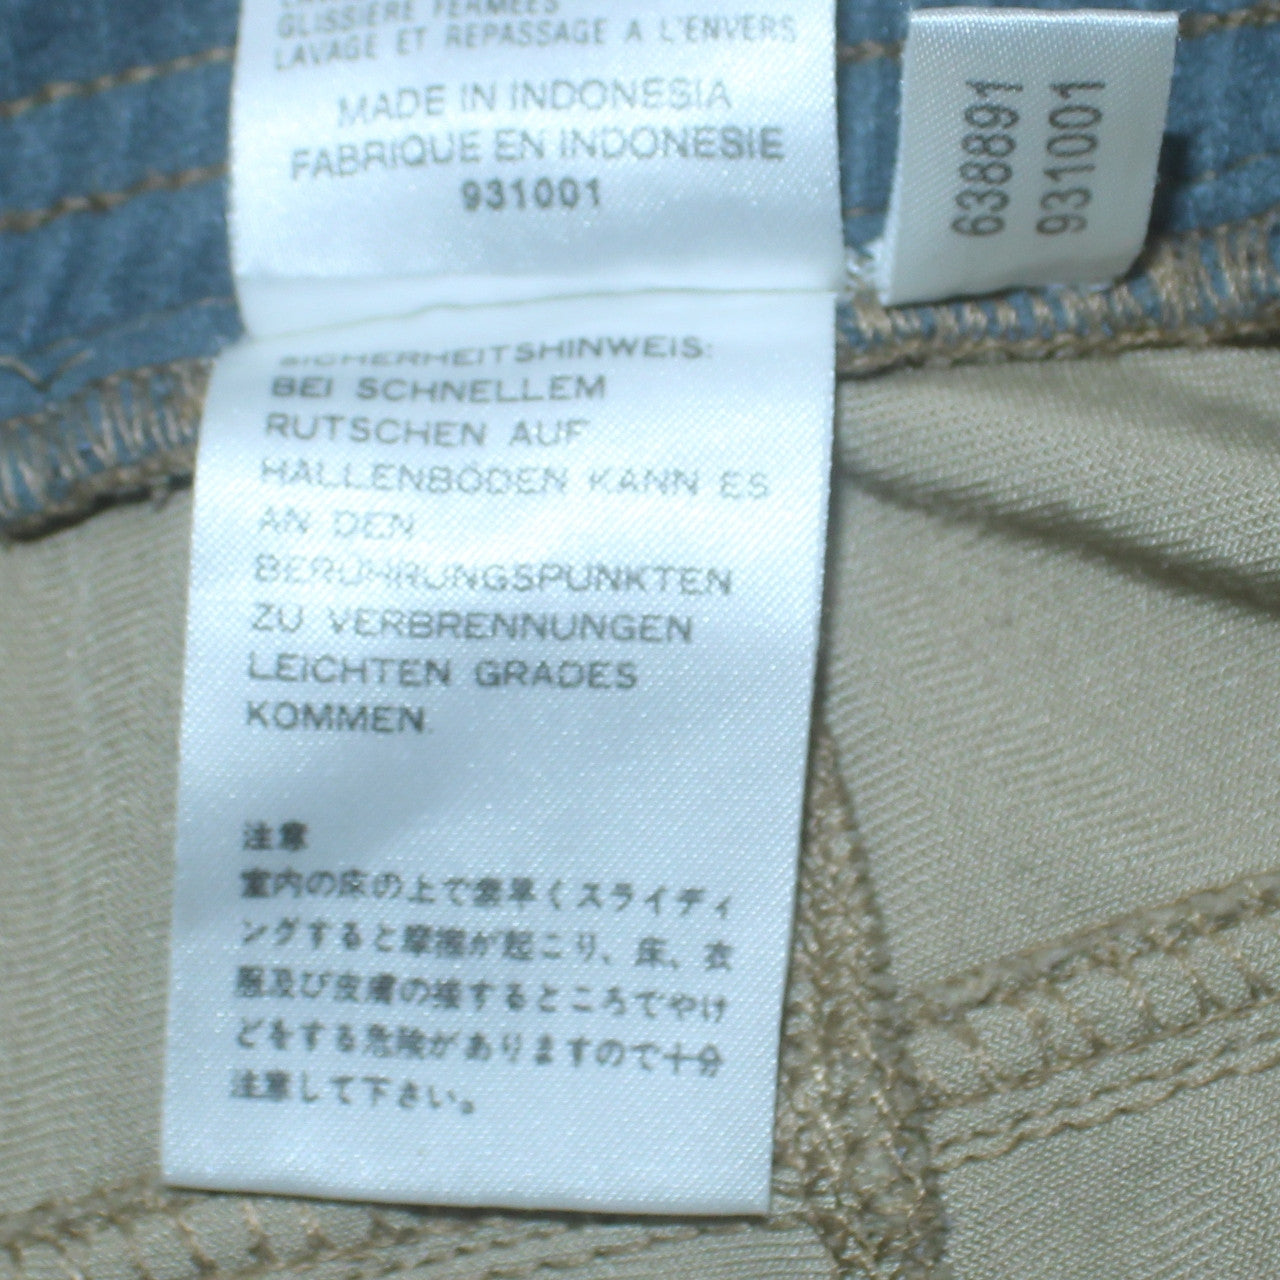 GLISSIÈRE FERMÉES
LAVAGE ET REPASSAGE A L'ENVERS
MADE IN INDONESIA
FABRIQUE EN INDONESIE
931001
638891
931001
SICHERHEITSHINWEIS:
BEI SCHNELLEM
RUTSCHEN AUF
HALLENBÖDEN KANN ES
AN DEN
BERÜHRUNGSPUNKTEN
ZU VERBRENNUNGEN
LEICHTEN GRADES
KOMMEN.
注意
室内の床の上で素早くスライディ
ングすると摩擦が起こり、床、衣
服及び皮膚の接するところでやけ
どをする危険がありますので十分
注意して下さい。